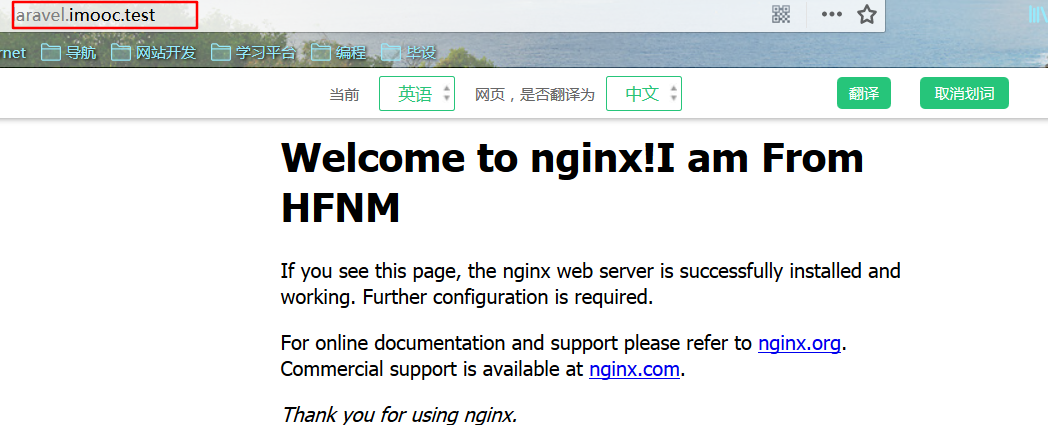 aravel.imooc.test
rnet 导航 网站开发 学习平台 编程 毕设
当前 英语 网页，是否翻译为 中文 翻译 取消划词
Welcome to nginx!I am From
HFNM
If you see this page, the nginx web server is successfully installed and
working. Further configuration is required.
For online documentation and support please refer to nginx.org.
Commercial support is available at nginx.com.
Thank you for using nginx.